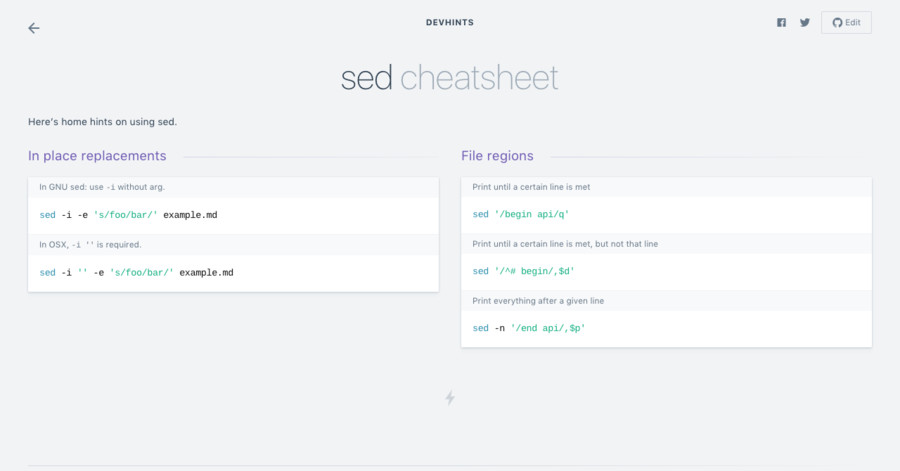 DEVHINTS
Edit
sed cheatsheet
Here's home hints on using sed.
In place replacements
In GNU sed: use -i without arg.
sed -i -e 's/foo/bar/' example.md
In OSX, -i '' is required.
sed -i '' -e 's/foo/bar/' example.md
File regions
Print until a certain line is met
sed '/begin api/q'
Print until a certain line is met, but not that line
sed '/^# begin/,$d'
Print everything after a given line
sed -n '/end api/,$p'